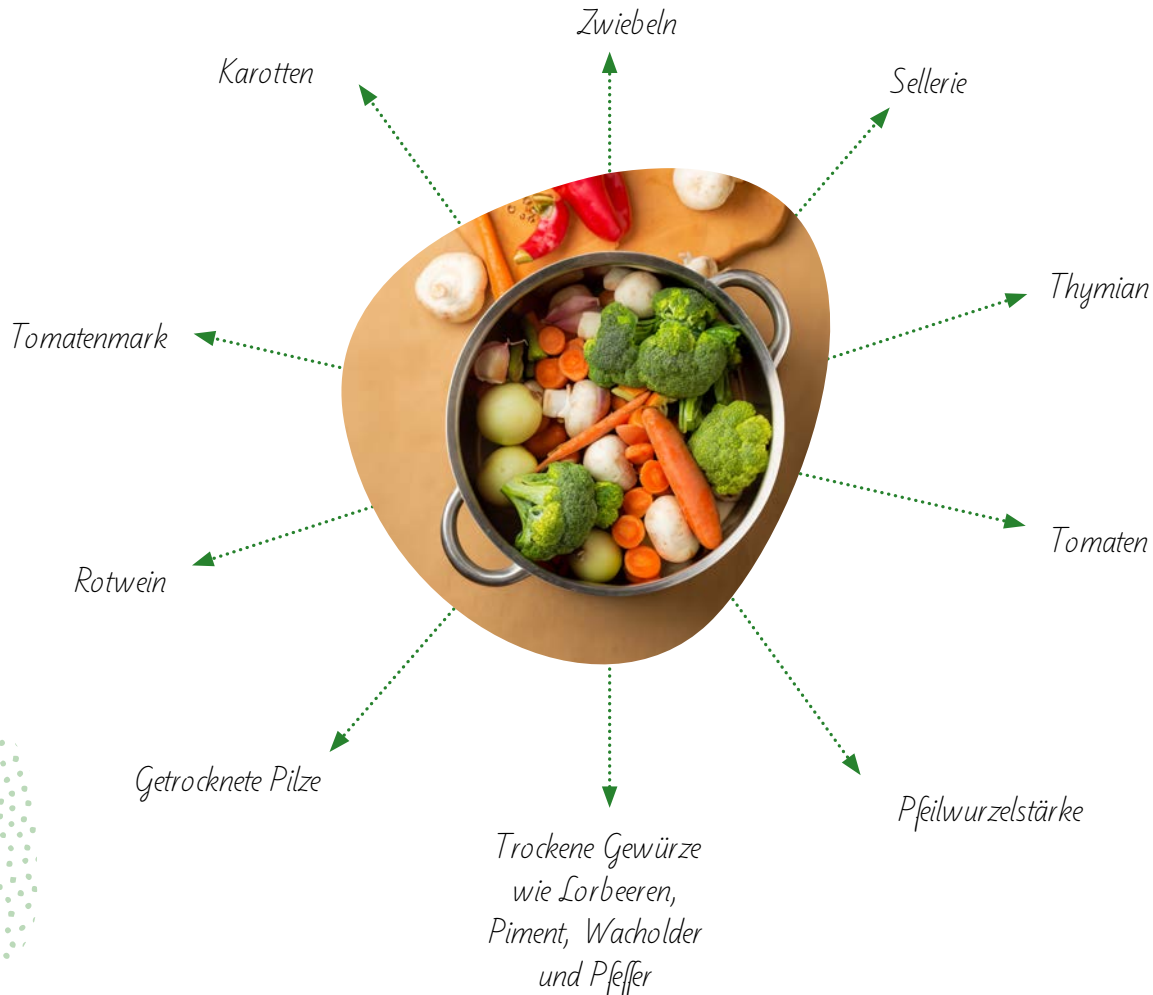 Zwiebeln
Karotten
Sellerie
Thymian
Tomatenmark
Tomaten
Rotwein
Getrocknete Pilze
Pfeilwurzelstärke
Trockene Gewürze
wie Lorbeeren,
Piment, Wacholder
und Pfeffer